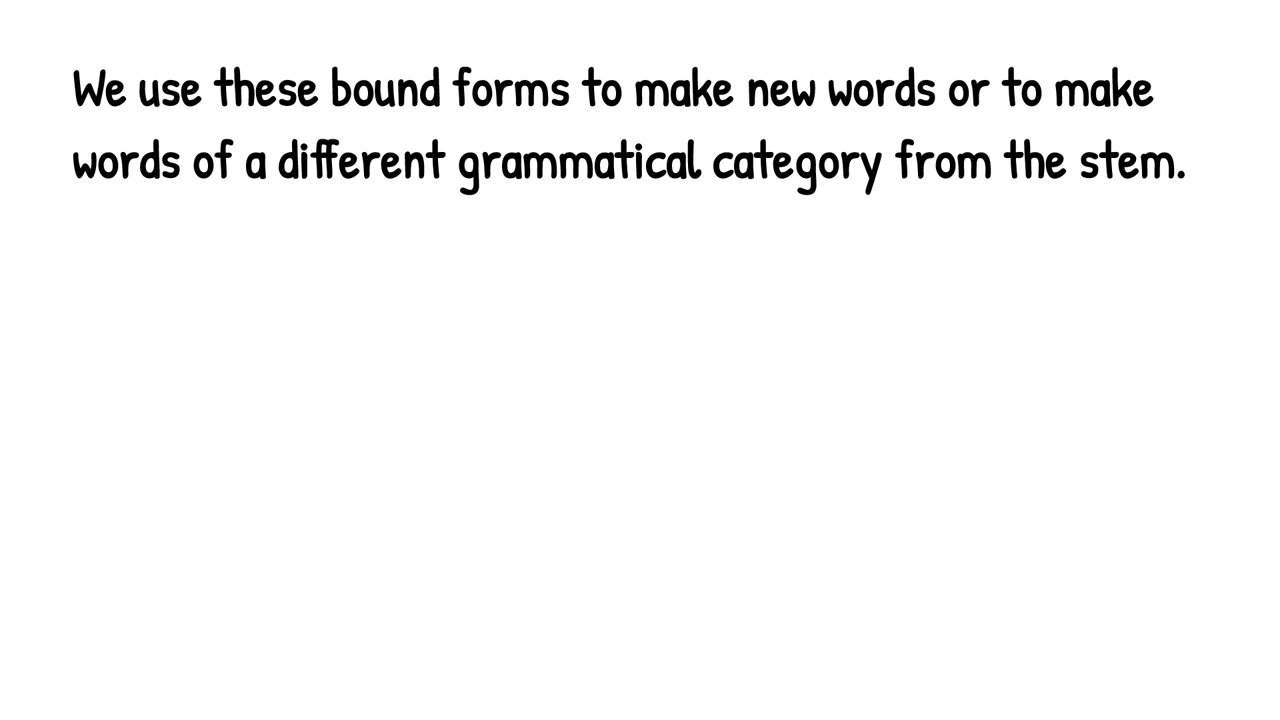 We use these bound forms to make new words or to make
words of a different grammatical category from the stem.